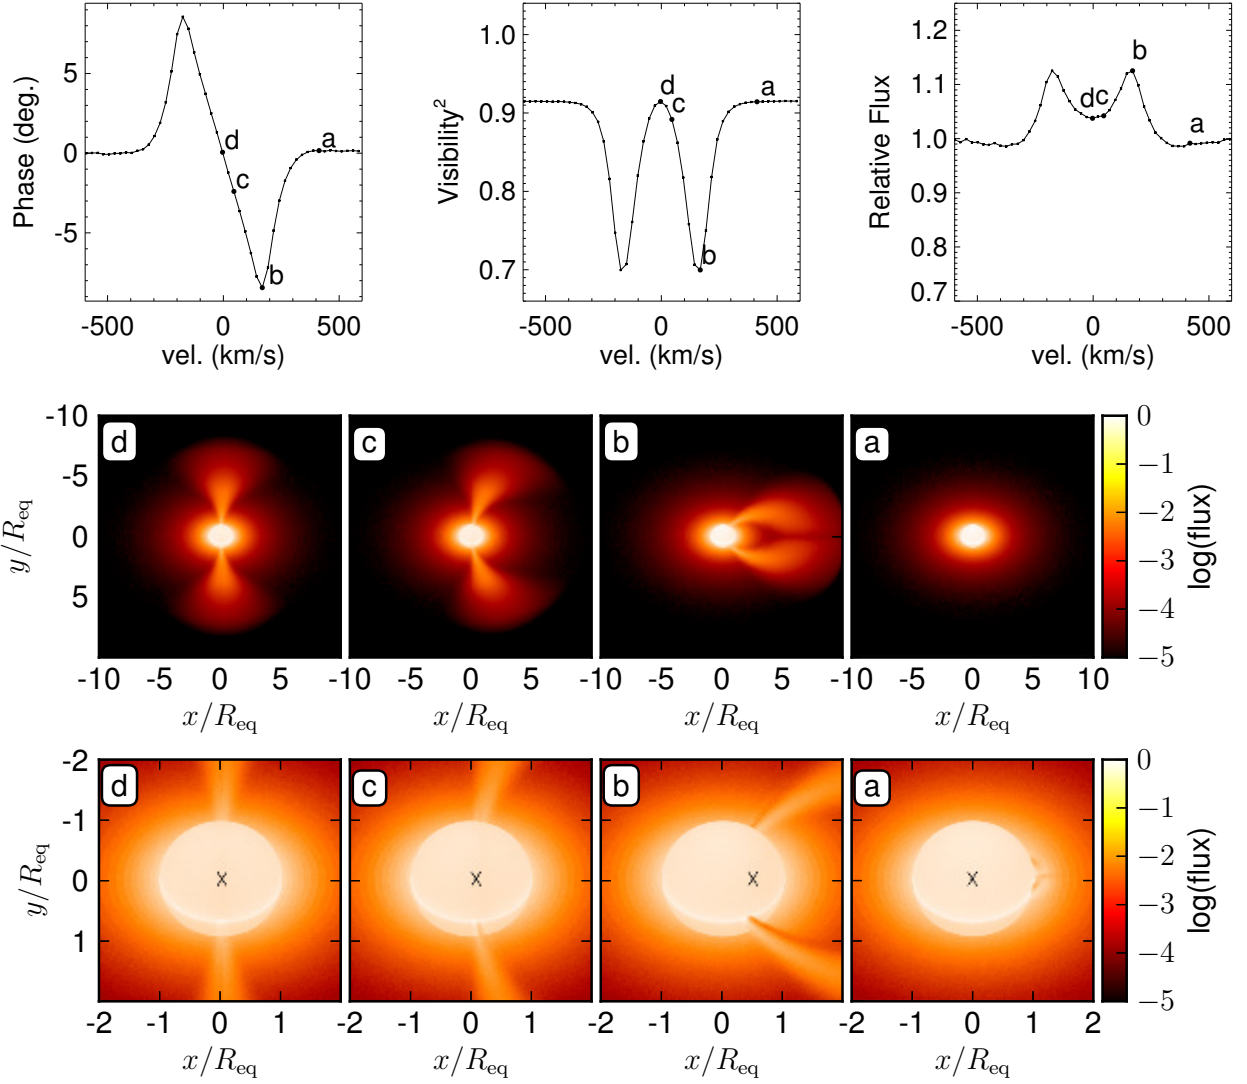 Phase (deg.)
5
0
-5
d
c
b
a
-500 0 500
vel. (km/s)
Visibility²
1.0
0.9
0.8
0.7
d
c
b
a
-500 0 500
vel. (km/s)
Relative Flux
1.2
1.1
1.0
0.9
0.8
0.7
d c
b
a
-500 0 500
vel. (km/s)
y/R_eq
-10
-5
0
5
d
c
b
a
-10 -5 0 5 -10 -5 0 5 -10 -5 0 5 -10 -5 0 5 10
x/R_eq x/R_eq x/R_eq x/R_eq
0
−1
−2
−3
−4
−5
log(flux)
y/R_eq
-2
-1
0
1
d
c
b
a
x x x x
-2 -1 0 1 -2 -1 0 1 -2 -1 0 1 -2 -1 0 1 2
x/R_eq x/R_eq x/R_eq x/R_eq
0
−1
−2
−3
−4
−5
log(flux)